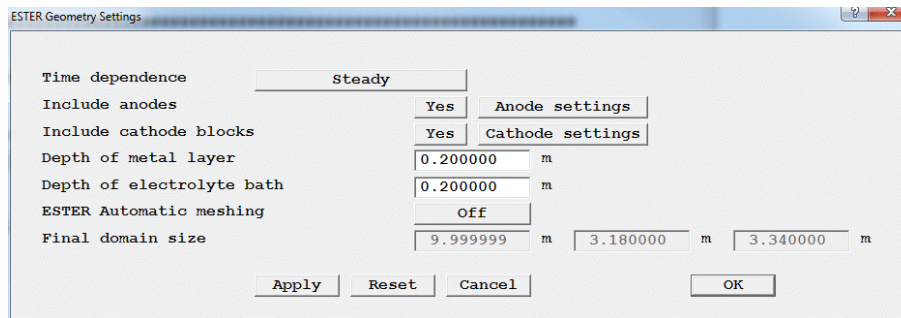 ESTER Geometry Settings
Time dependence Steady
Include anodes Yes Anode settings
Include cathode blocks Yes Cathode settings
Depth of metal layer 0.200000 m
Depth of electrolyte bath 0.200000 m
ESTER Automatic meshing Off
Final domain size 9.999999 m 3.180000 m 3.340000 m
Apply Reset Cancel OK